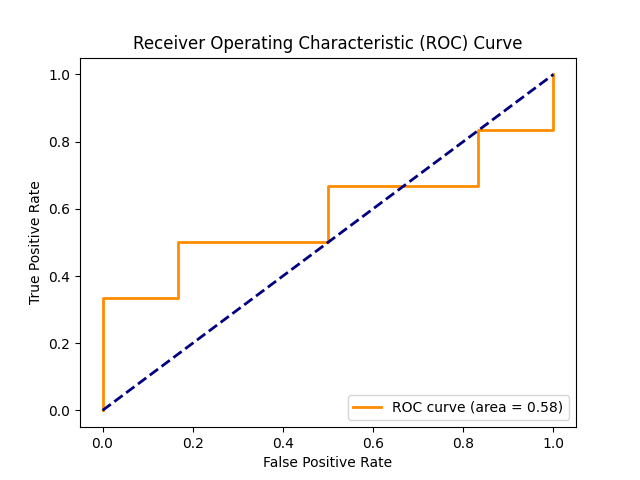 Receiver Operating Characteristic (ROC) Curve
1.0
0.8
0.6
0.4
0.2
0.0
True Positive Rate
0.0 0.2 0.4 0.6 0.8 1.0
False Positive Rate
ROC curve (area = 0.58)